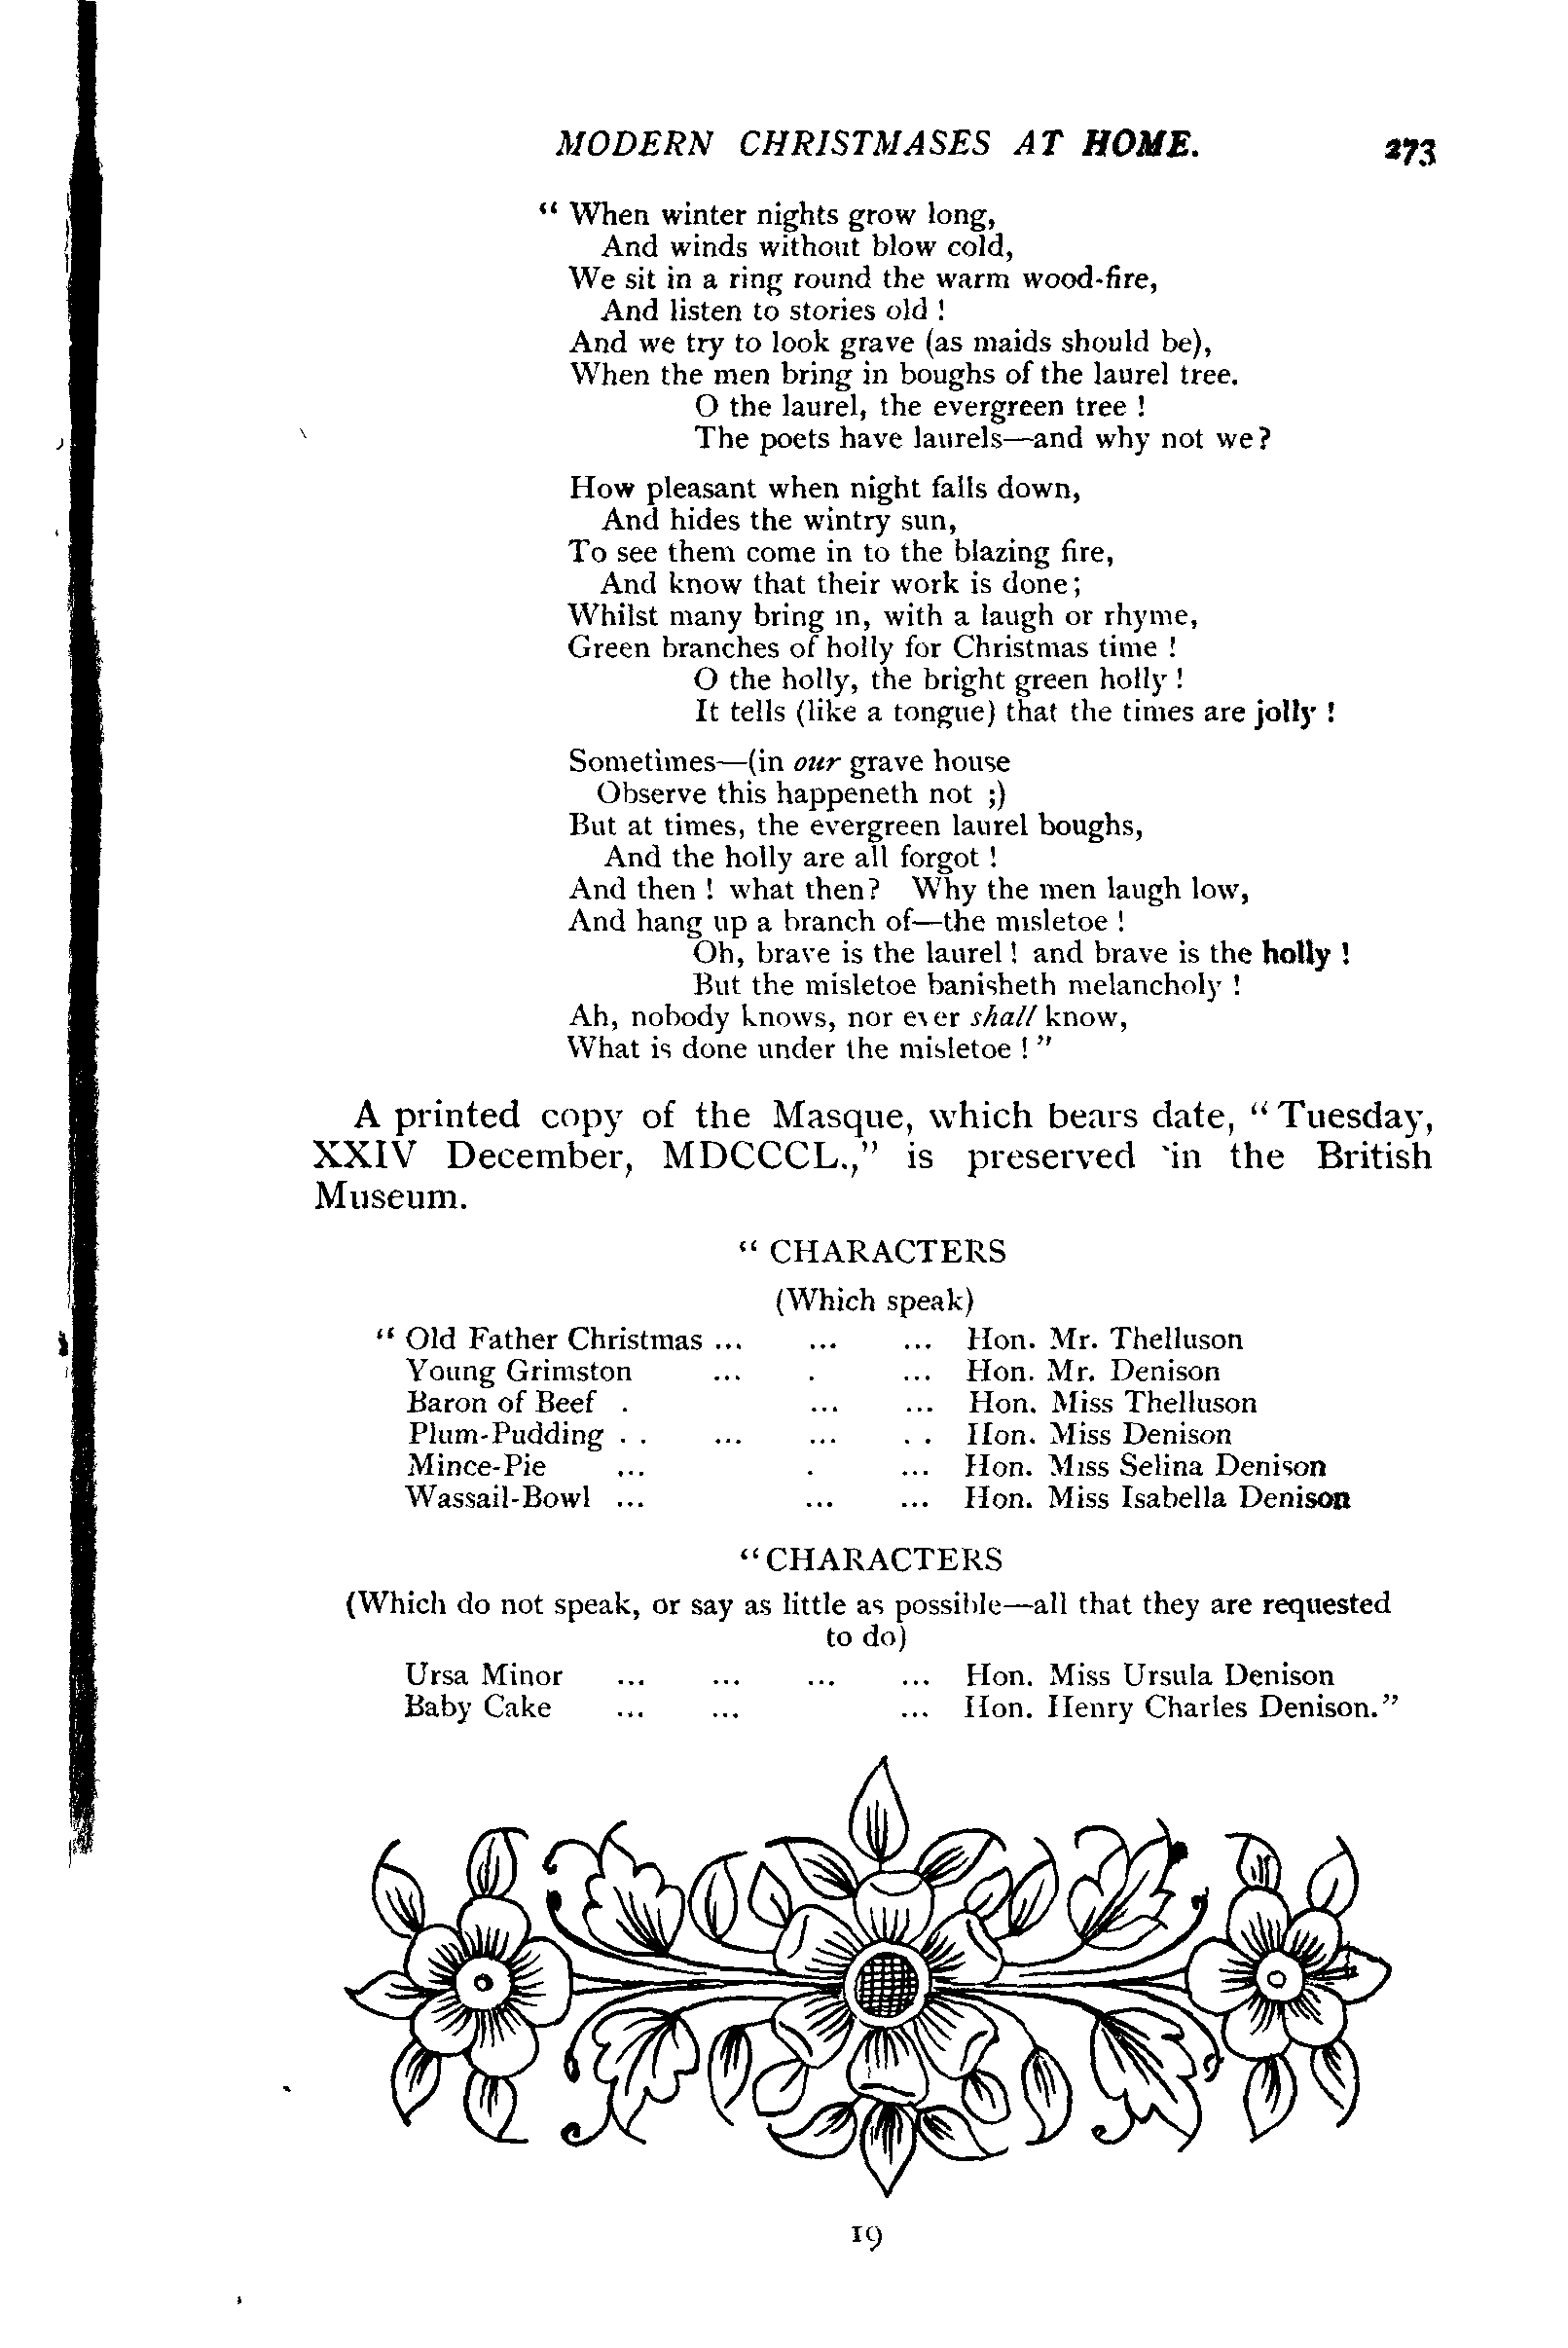 MODERN CHRISTMASES AT HOME. 273
“ When winter nights grow long,
And winds without blow cold,
We sit in a ring round the warm wood-fire,
And listen to stories old !
And we try to look grave (as maids should be),
When the men bring in boughs of the laurel tree.
O the laurel, the evergreen tree !
The poets have laurels—and why not we?
How pleasant when night falls down,
And hides the wintry sun,
To see them come in to the blazing fire,
And know that their work is done;
Whilst many bring in, with a laugh or rhyme,
Green branches of holly for Christmas time !
O the holly, the bright green holly !
It tells (like a tongue) that the times are jolly !
Sometimes—(in our grave house
Observe this happeneth not ;)
But at times, the evergreen laurel boughs,
And the holly are all forgot !
And then ! what then? Why the men laugh low,
And hang up a branch of—the misletoe !
Oh, brave is the laurel ! and brave is the holly !
But the misletoe banisheth melancholy !
Ah, nobody knows, nor ever shall know,
What is done under the misletoe ! ”
A printed copy of the Masque, which bears date, “ Tuesday,
XXIV December, MDCCCL.,” is preserved in the British
Museum.
“ CHARACTERS
(Which speak)
“ Old Father Christmas ... ... ... Hon. Mr. Thelluson
Young Grimston ... . ... Hon. Mr. Denison
Baron of Beef . ... ... Hon. Miss Thelluson
Plum-Pudding . . ... ... . . Hon. Miss Denison
Mince-Pie ... . ... Hon. Miss Selina Denison
Wassail-Bowl ... ... ... Hon. Miss Isabella Denison
“CHARACTERS
(Which do not speak, or say as little as possible—all that they are requested
to do)
Ursa Minor ... ... ... ... Hon. Miss Ursula Denison
Baby Cake ... ... ... Hon. Henry Charles Denison.”
19